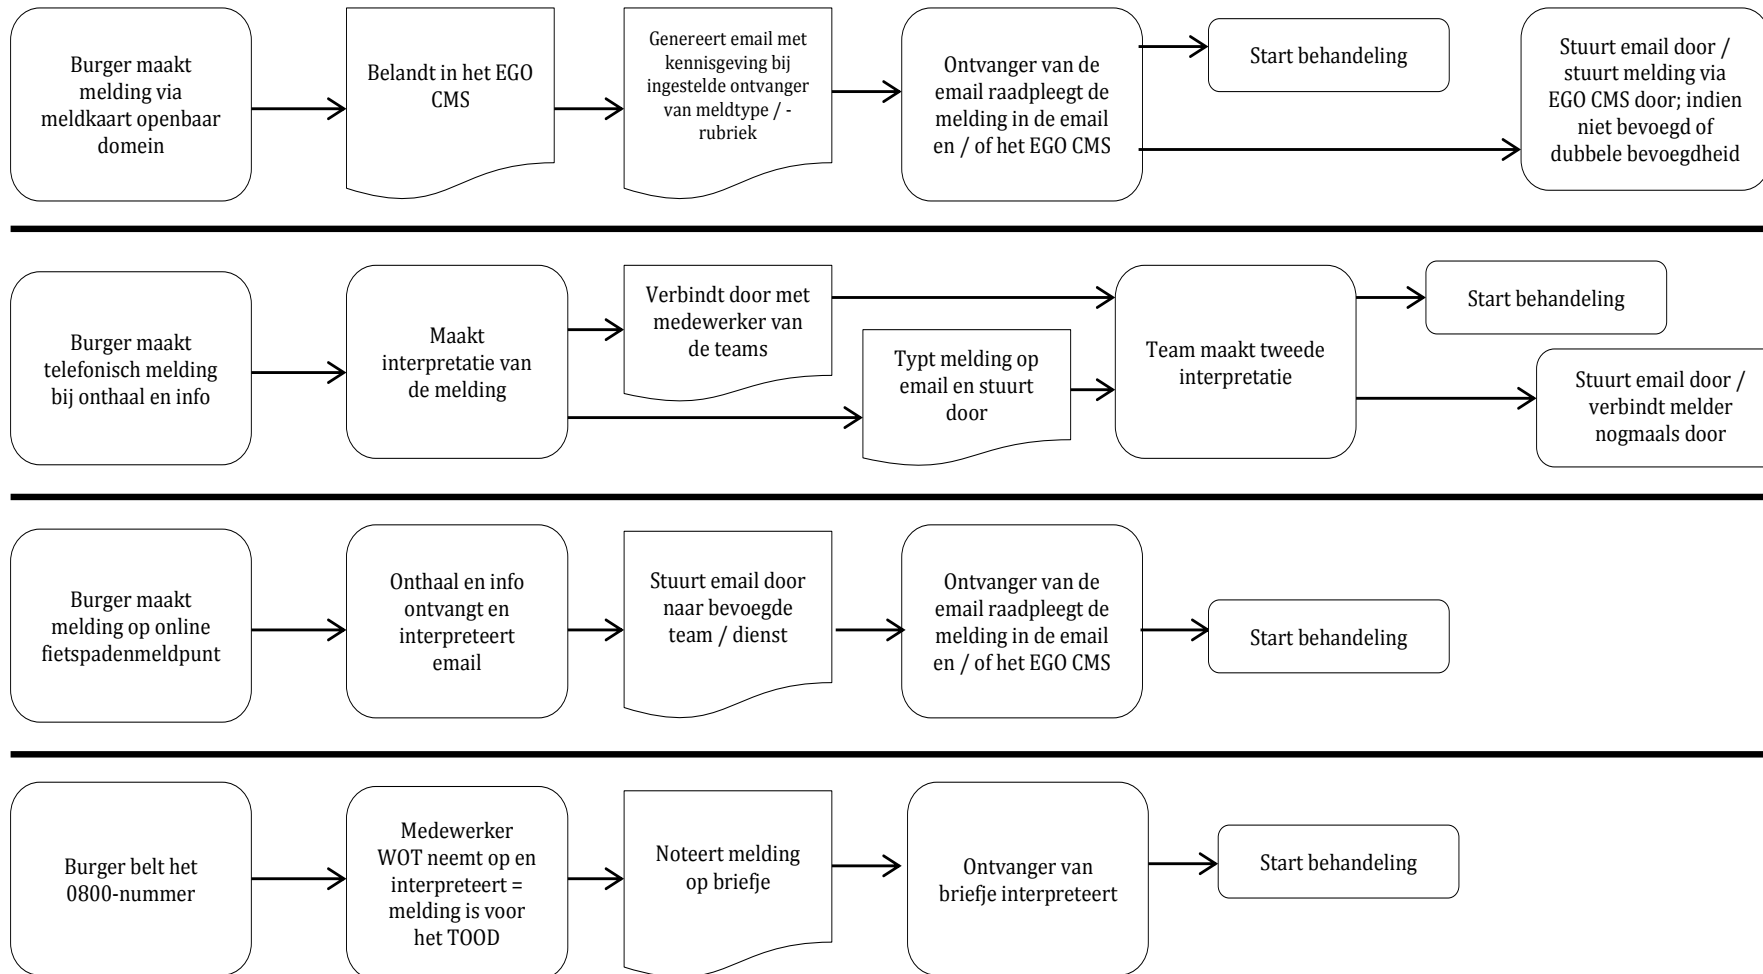 Burger maakt
melding via
meldkaart openbaar
domein
Belandt in het EGO
CMS
Genereert email met
kennisgeving bij
ingestelde ontvanger
van meldtype / -
rubriek
Ontvanger van de
email raadpleegt de
melding in de email
en / of het EGO CMS
Start behandeling
Stuurt email door /
stuurt melding via
EGO CMS door; indien
niet bevoegd of
dubbele bevoegdheid
Burger maakt
telefonisch melding
bij onthaal en info
Maakt
interpretatie van
de melding
Verbindt door met
medewerker van
de teams
Typt melding op
email en stuurt
door
Team maakt tweede
interpretatie
Start behandeling
Stuurt email door /
verbindt melder
nogmaals door
Burger maakt
melding op online
fietspadenmeldpunt
Onthaal en info
ontvangt en
interpreteert
email
Stuurt email door
naar bevoegde
team / dienst
Ontvanger van de
email raadpleegt de
melding in de email
en / of het EGO CMS
Start behandeling
Burger belt het
0800-nummer
Medewerker
WOT neemt op en
interpreteert =
melding is voor
het TOOD
Noteert melding
op briefje
Ontvanger van
briefje interpreteert
Start behandeling